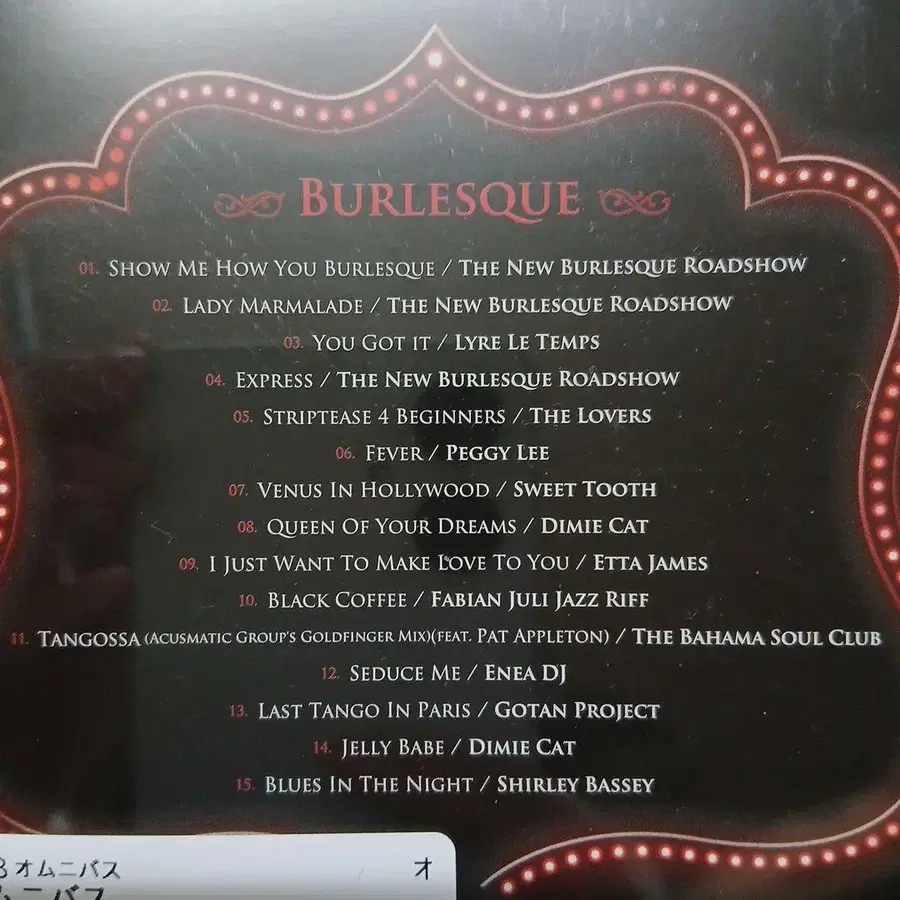 BURLESQUE
01. SHOW ME HOW YOU BURLESQUE / THE NEW BURLESQUE ROADSHOW
02. LADY MARMALADE / THE NEW BURLESQUE ROADSHOW
03. YOU GOT IT / LYRE LE TEMPS
04. EXPRESS / THE NEW BURLESQUE ROADSHOW
05. STRIPTEASE 4 BEGINNERS / THE LOVERS
06. FEVER / PEGGY LEE
07. VENUS IN HOLLYWOOD / SWEET TOOTH
08. QUEEN OF YOUR DREAMS / DIMIE CAT
09. I JUST WANT TO MAKE LOVE TO YOU / ETTA JAMES
10. BLACK COFFEE / FABIAN JULI JAZZ RIFF
11. TANGOSSA (ACUSMATIC GROUP'S GOLDFINGER MIX)(FEAT. PAT APPLETON) / THE BAHAMA SOUL CLUB
12. SEDUCE ME / ENEA DJ
13. LAST TANGO IN PARIS / GOTAN PROJECT
14. JELLY BABE / DIMIE CAT
15. BLUES IN THE NIGHT / SHIRLEY BASSEY
オムニバス オ